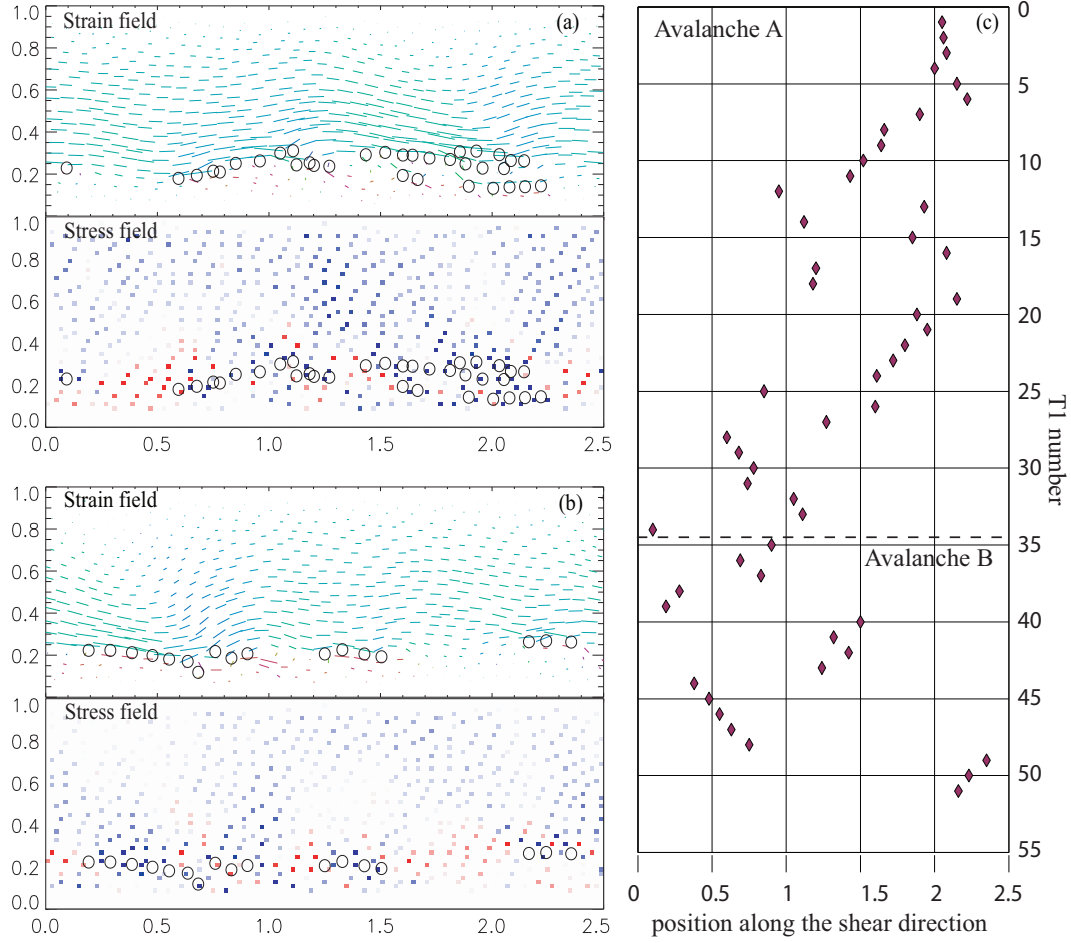 1.0
Strain field
(a)
0.8
0.6
0.4
0.2
1.0
Stress field
0.8
0.6
0.4
0.2
0.0
0.0 0.5 1.0 1.5 2.0 2.5
1.0
Strain field
(b)
0.8
0.6
0.4
0.2
1.0
Stress field
0.8
0.6
0.4
0.2
0.0
0.0 0.5 1.0 1.5 2.0 2.5
Avalanche A
(c)
0
5
10
15
20
25
30
35
40
45
50
55
T1 number
Avalanche B
0.5 1 1.5 2 2.5
position along the shear direction